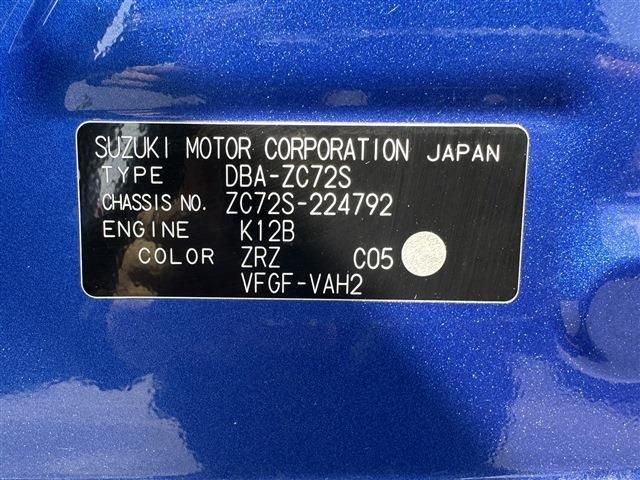 SUZUKI MOTOR CORPORATION JAPAN
TYPE DBA-ZC72S
CHASSIS NO. ZC72S-224792
ENGINE K12B
COLOR ZRZ C05
VFGF-VAH2